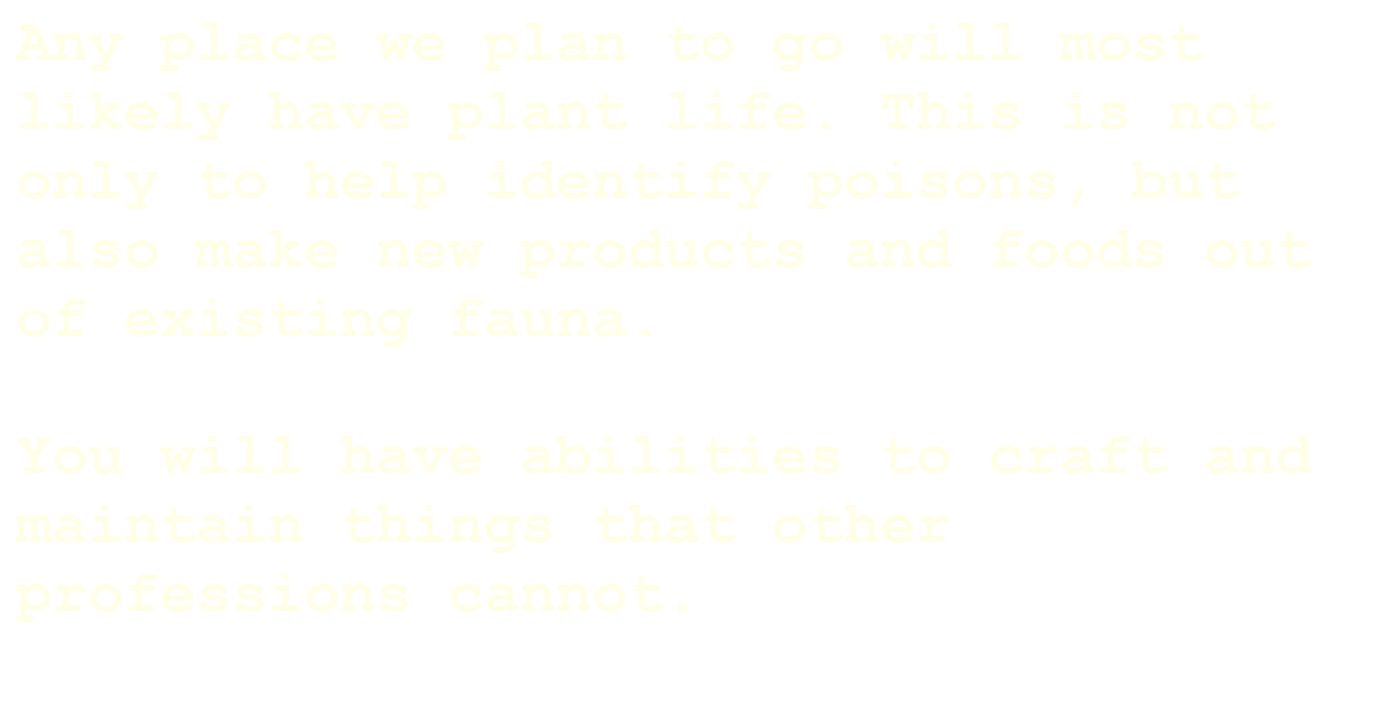 Any place we plan to go will most
likely have plant life. This is not
only to help identify poisons, but
also make new products and foods out
of existing fauna.
You will have abilities to craft and
maintain things that other
professions cannot.